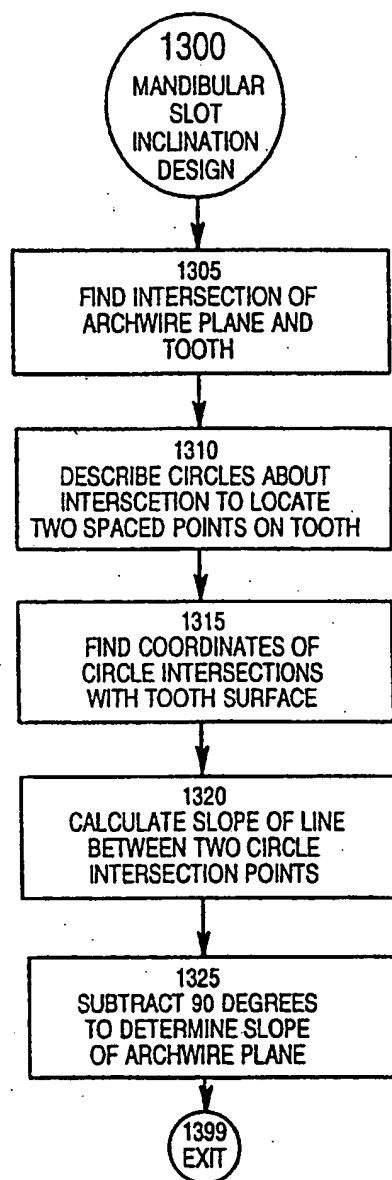 1300
MANDIBULAR
SLOT
INCLINATION
DESIGN
1305
FIND INTERSECTION OF
ARCHWIRE PLANE AND
TOOTH
1310
DESCRIBE CIRCLES ABOUT
INTERSCETION TO LOCATE
TWO SPACED POINTS ON TOOTH
1315
FIND COORDINATES OF
CIRCLE INTERSECTIONS
WITH TOOTH SURFACE
1320
CALCULATE SLOPE OF LINE
BETWEEN TWO CIRCLE
INTERSECTION POINTS
1325
SUBTRACT 90 DEGREES
TO DETERMINE SLOPE
OF ARCHWIRE PLANE
1399
EXIT